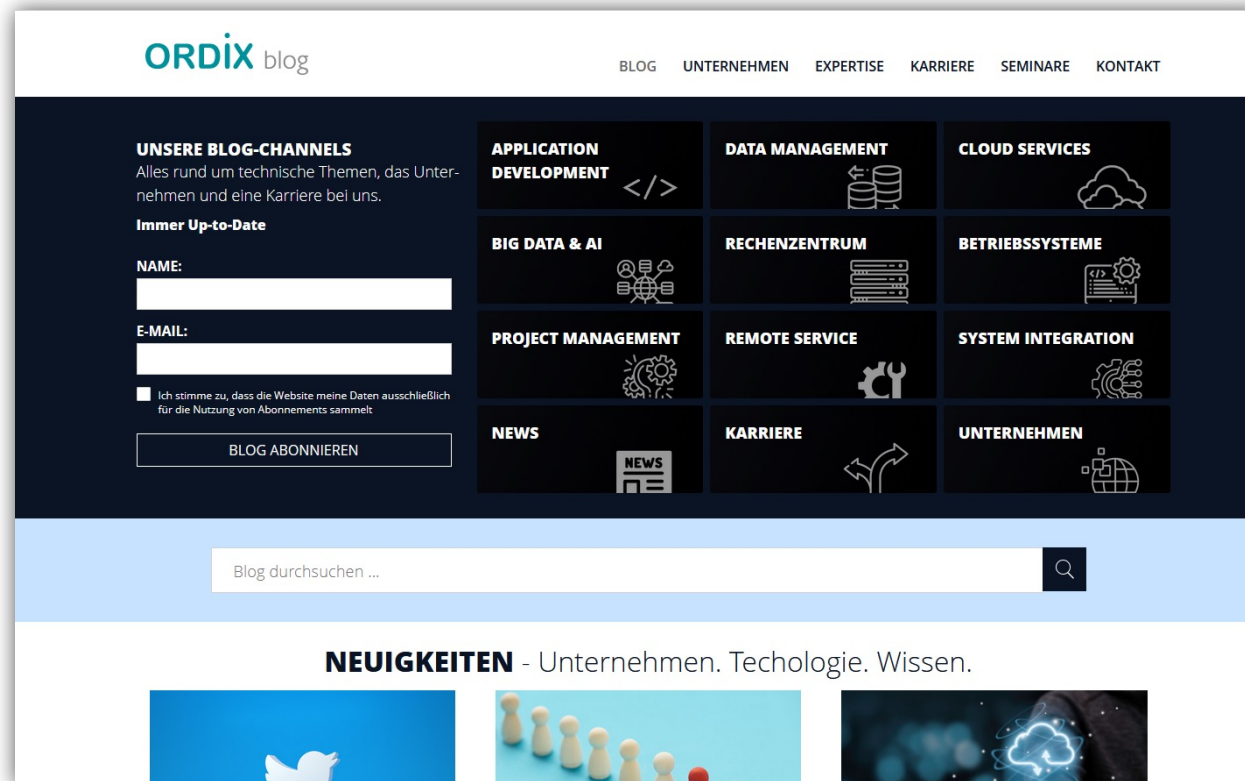 ORDIX blog
BLOG UNTERNEHMEN EXPERTISE KARRIERE SEMINARE KONTAKT
UNSERE BLOG-CHANNELS
Alles rund um technische Themen, das Unter-
nehmen und eine Karriere bei uns.
Immer Up-to-Date
NAME:
E-MAIL:
Ich stimme zu, dass die Website meine Daten ausschließlich
für die Nutzung von Abonnements sammelt
BLOG ABONNIEREN
APPLICATION
DEVELOPMENT
</>
DATA MANAGEMENT
CLOUD SERVICES
BIG DATA & AI
RECHENZENTRUM
BETRIEBSSYSTEME
PROJECT MANAGEMENT
REMOTE SERVICE
SYSTEM INTEGRATION
NEWS
NEWS
KARRIERE
UNTERNEHMEN
Blog durchsuchen ...
NEUIGKEITEN - Unternehmen. Techologie. Wissen.